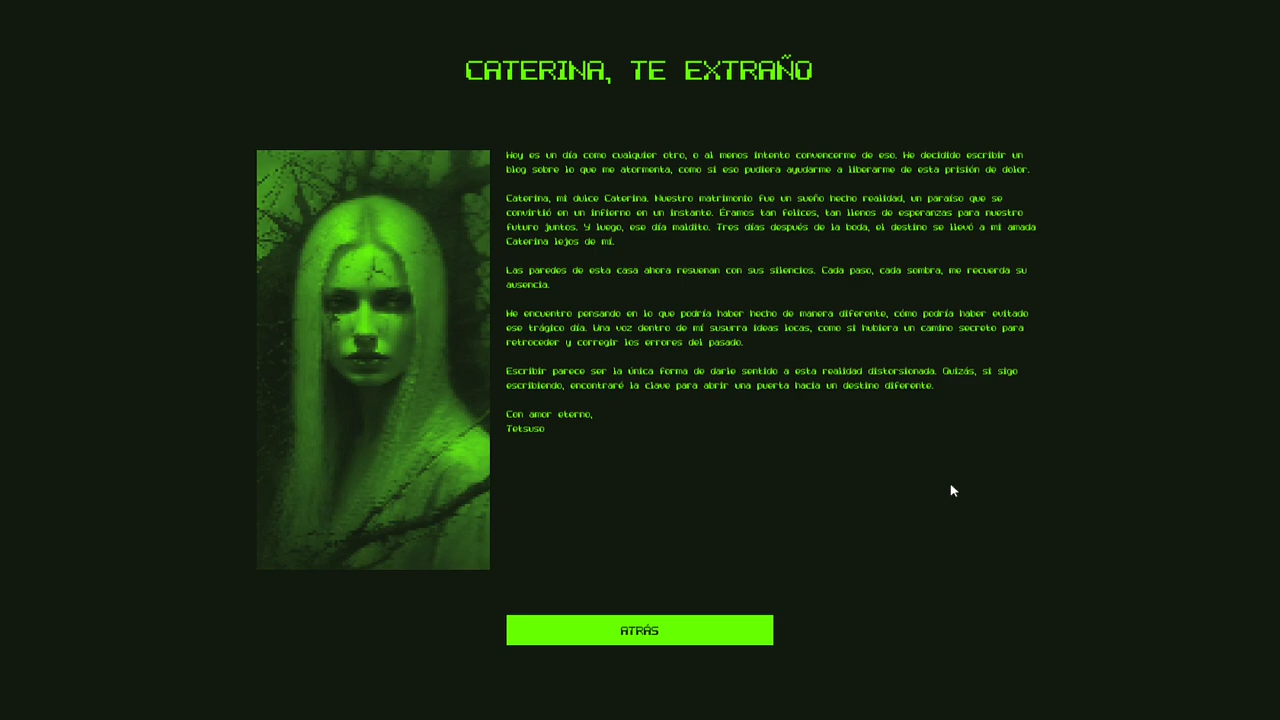 CATERINA, TE EXTRAÑO
Hoy es un día como cualquier otro, o al menos intento convencerme de eso. He decidido escribir un
blog sobre lo que me atormenta, como si eso pudiera ayudarme a liberarme de esta prisión de dolor.
Caterina, mi dulce Caterina. Nuestro matrimonio fue un sueño hecho realidad, un paraíso que se
convirtió en un infierno en un instante. Éramos tan felices, tan llenos de esperanzas para nuestro
futuro juntos. Y luego, ese día maldito. Tres días después de la boda, el destino se llevó a mi amada
Caterina lejos de mí.
Las paredes de esta casa ahora resuenan con sus silencios. Cada paso, cada sombra, me recuerda su
ausencia.
Me encuentro pensando en lo que podría haber hecho de manera diferente, cómo podría haber evitado
ese trágico día. Una voz dentro de mí susurra ideas locas, como si hubiera un camino secreto para
retroceder y corregir los errores del pasado.
Escribir parece ser la única forma de darle sentido a esta realidad distorsionada. Quizás, si sigo
escribiendo, encontraré la clave para abrir una puerta hacia un destino diferente.
Con amor eterno,
Tetsuso
ATRÁS